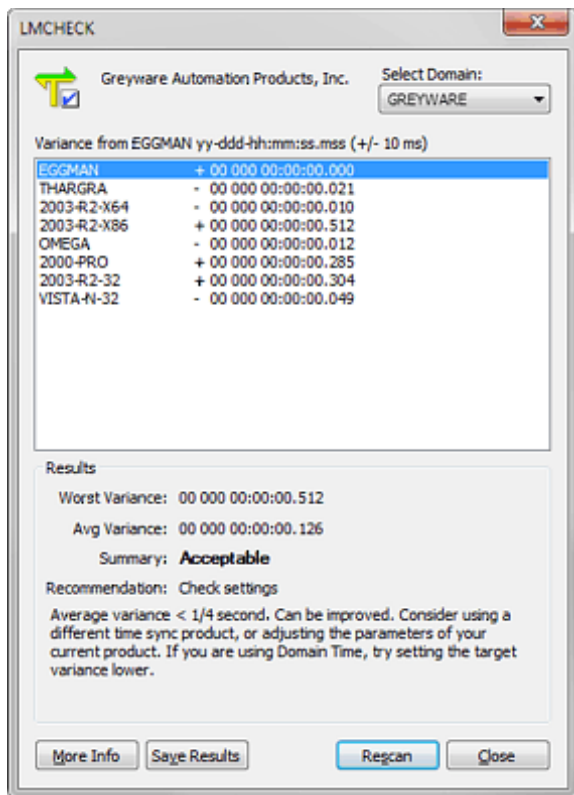 LMCHECK
Greyware Automation Products, Inc.
Select Domain:
GREYWARE
Variance from EGGMAN yy-ddd-hh:mm:ss.mss (+/- 10 ms)
EGGMAN + 00 000 00:00:00.000
THARGRA - 00 000 00:00:00.021
2003-R2-X64 - 00 000 00:00:00.010
2003-R2-X86 + 00 000 00:00:00.512
OMEGA - 00 000 00:00:00.012
2000-PRO + 00 000 00:00:00.285
2003-R2-32 + 00 000 00:00:00.304
VISTA-N-32 - 00 000 00:00:00.049
Results
Worst Variance: 00 000 00:00:00.512
Avg Variance: 00 000 00:00:00.126
Summary: Acceptable
Recommendation: Check settings
Average variance < 1/4 second. Can be improved. Consider using a
different time sync product, or adjusting the parameters of your
current product. If you are using Domain Time, try setting the target
variance lower.
More Info Save Results Rescan Close